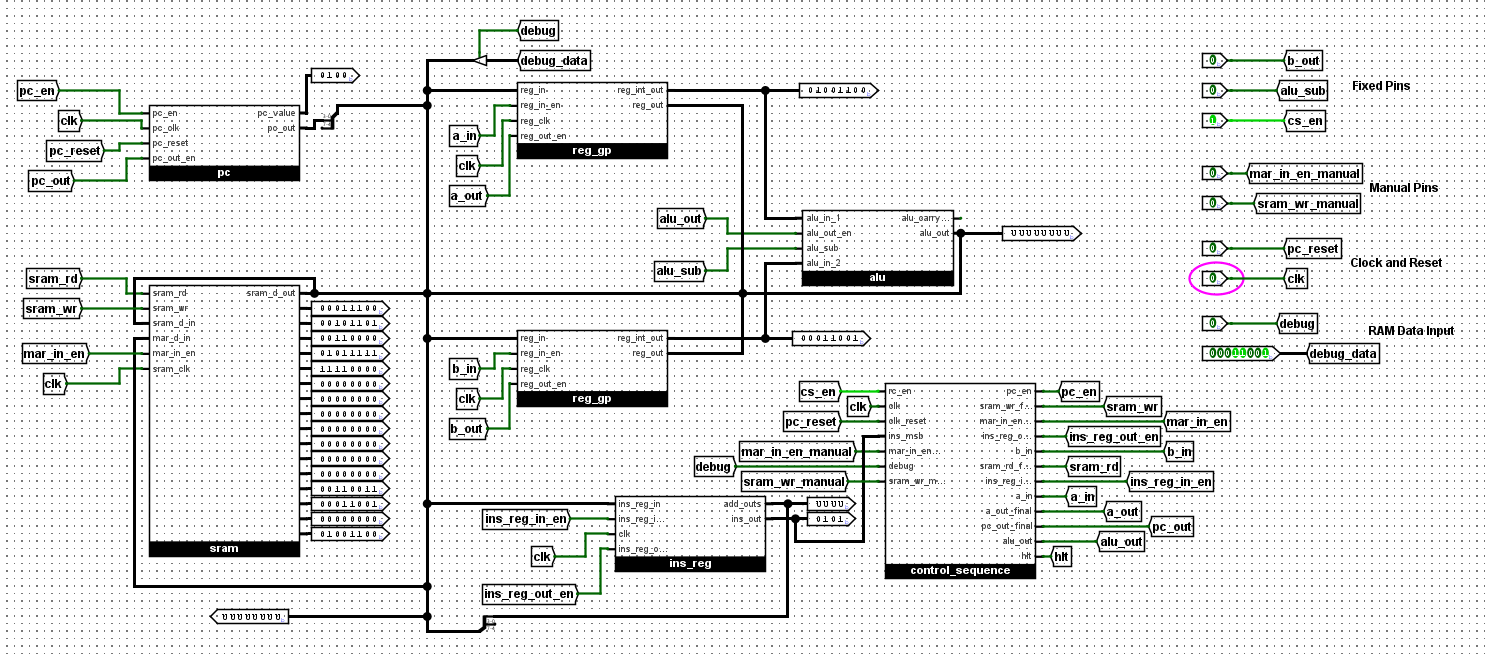 debug
debug_data
pc_en
clk
pc_reset
pc_out
0100
pc_en
pc_clk
pc_reset
pc_out_en
pc_value
pc_out
pc
a_in
clk
a_out
reg_in
reg_in_en
reg_clk
reg_out_en
reg_int_out
reg_out
reg_gp
01001100
alu_out
alu_sub
alu_in_1
alu_out_en
alu_sub
alu_in_2
alu_carry...
alu_out
alu
UUUUUUUU
sram_rd
sram_wr
mar_in_en
clk
sram_rd
sram_wr
sram_d_in
mar_d_in
mar_in_en
sram_clk
sram_d_out
sram
00011100
00101101
01011111
11110000
00000000
00000000
00000000
00000000
00000000
00000000
00110011
00000000
01001100
b_in
clk
b_out
reg_in
reg_in_en
reg_clk
reg_out_en
reg_int_out
reg_out
reg_gp
00011001
ins_reg_in_en
clk
ins_reg_out_en
ins_reg_in
ins_reg_i...
clk
ins_reg_o...
add_outs
ins_out
ins_reg
UUUU
0101
UUUUUUUU
cs_en
clk
pc_reset
mar_in_en_manual
debug
sram_wr_manual
rc_en
clk
clk_reset
ins_msb
mar_in_en...
debug
sram_wr_m...
pc_en
sram_wr_f...
mar_in_en...
ins_reg_o...
b_in
sram_rd_f...
ins_reg_i...
a_in
a_out_final
pc_out_final
alu_out
hlt
control_sequence
pc_en
sram_wr
mar_in_en
ins_reg_out_en
b_in
sram_rd
ins_reg_in_en
a_in
a_out
pc_out
alu_out
hlt
0 b_out
0 alu_sub
1 cs_en
Fixed Pins
0 mar_in_en_manual
0 sram_wr_manual
Manual Pins
0 pc_reset
0 clk
Clock and Reset
0 debug
00011001 debug_data
RAM Data Input